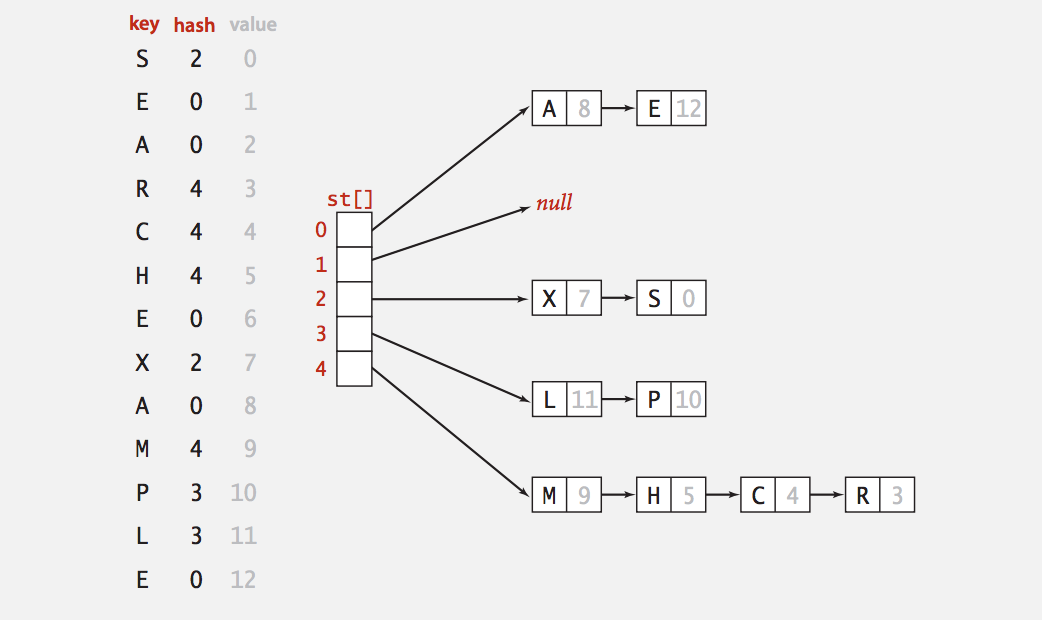 key hash value
S 2 0
E 0 1
A 0 2
R 4 3
C 4 4
H 4 5
E 0 6
X 2 7
A 0 8
M 4 9
P 3 10
L 3 11
E 0 12
st[]
0
1
2
3
4
A 8 E 12
null
X 7 S 0
L 11 P 10
M 9 H 5 C 4 R 3